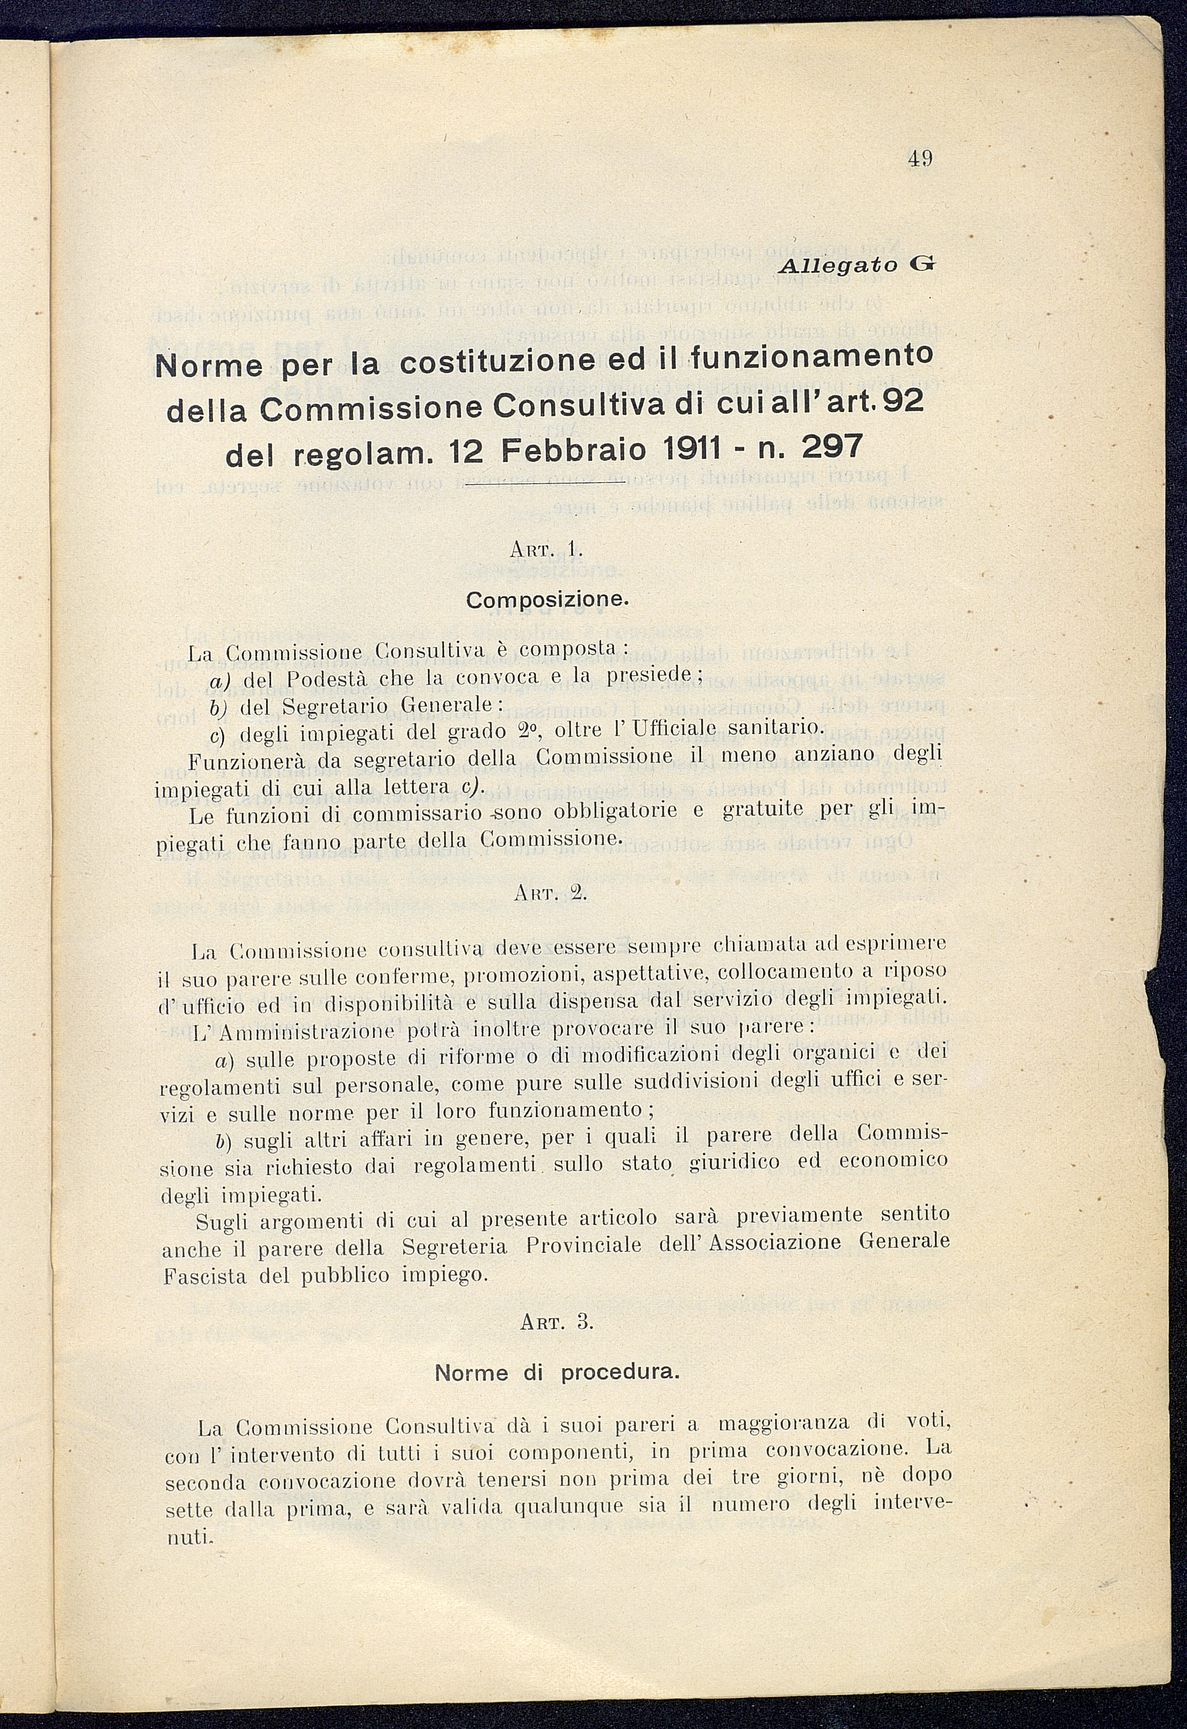 49
Allegato G
Norme per la costituzione ed il funzionamento
della Commissione Consultiva di cui all'art. 92
del regolam. 12 Febbraio 1911 - n. 297
ART. 1.
Composizione.
La Commissione Consultiva è composta :
a) del Podestà che la convoca e la presiede ;
b) del Segretario Generale :
c) degli impiegati del grado 2º, oltre l' Ufficiale sanitario.
Funzionerà da segretario della Commissione il meno anziano degli
impiegati di cui alla lettera c).
Le funzioni di commissario sono obbligatorie e gratuite per gli im-
piegati che fanno parte della Commissione.
ART. 2.
La Commissione consultiva deve essere sempre chiamata ad esprimere
il suo parere sulle conferme, promozioni, aspettative, collocamento a riposo
d' ufficio ed in disponibilità e sulla dispensa dal servizio degli impiegati.
L' Amministrazione potrà inoltre provocare il suo parere :
a) sulle proposte di riforme o di modificazioni degli organici e dei
regolamenti sul personale, come pure sulle suddivisioni degli uffici e ser-
vizi e sulle norme per il loro funzionamento ;
b) sugli altri affari in genere, per i quali il parere della Commis-
sione sia richiesto dai regolamenti sullo stato giuridico ed economico
degli impiegati.
Sugli argomenti di cui al presente articolo sarà previamente sentito
anche il parere della Segreteria Provinciale dell' Associazione Generale
Fascista del pubblico impiego.
ART. 3.
Norme di procedura.
La Commissione Consultiva dà i suoi pareri a maggioranza di voti,
con l' intervento di tutti i suoi componenti, in prima convocazione. La
seconda convocazione dovrà tenersi non prima dei tre giorni, nè dopo
sette dalla prima, e sarà valida qualunque sia il numero degli interve-
nuti.